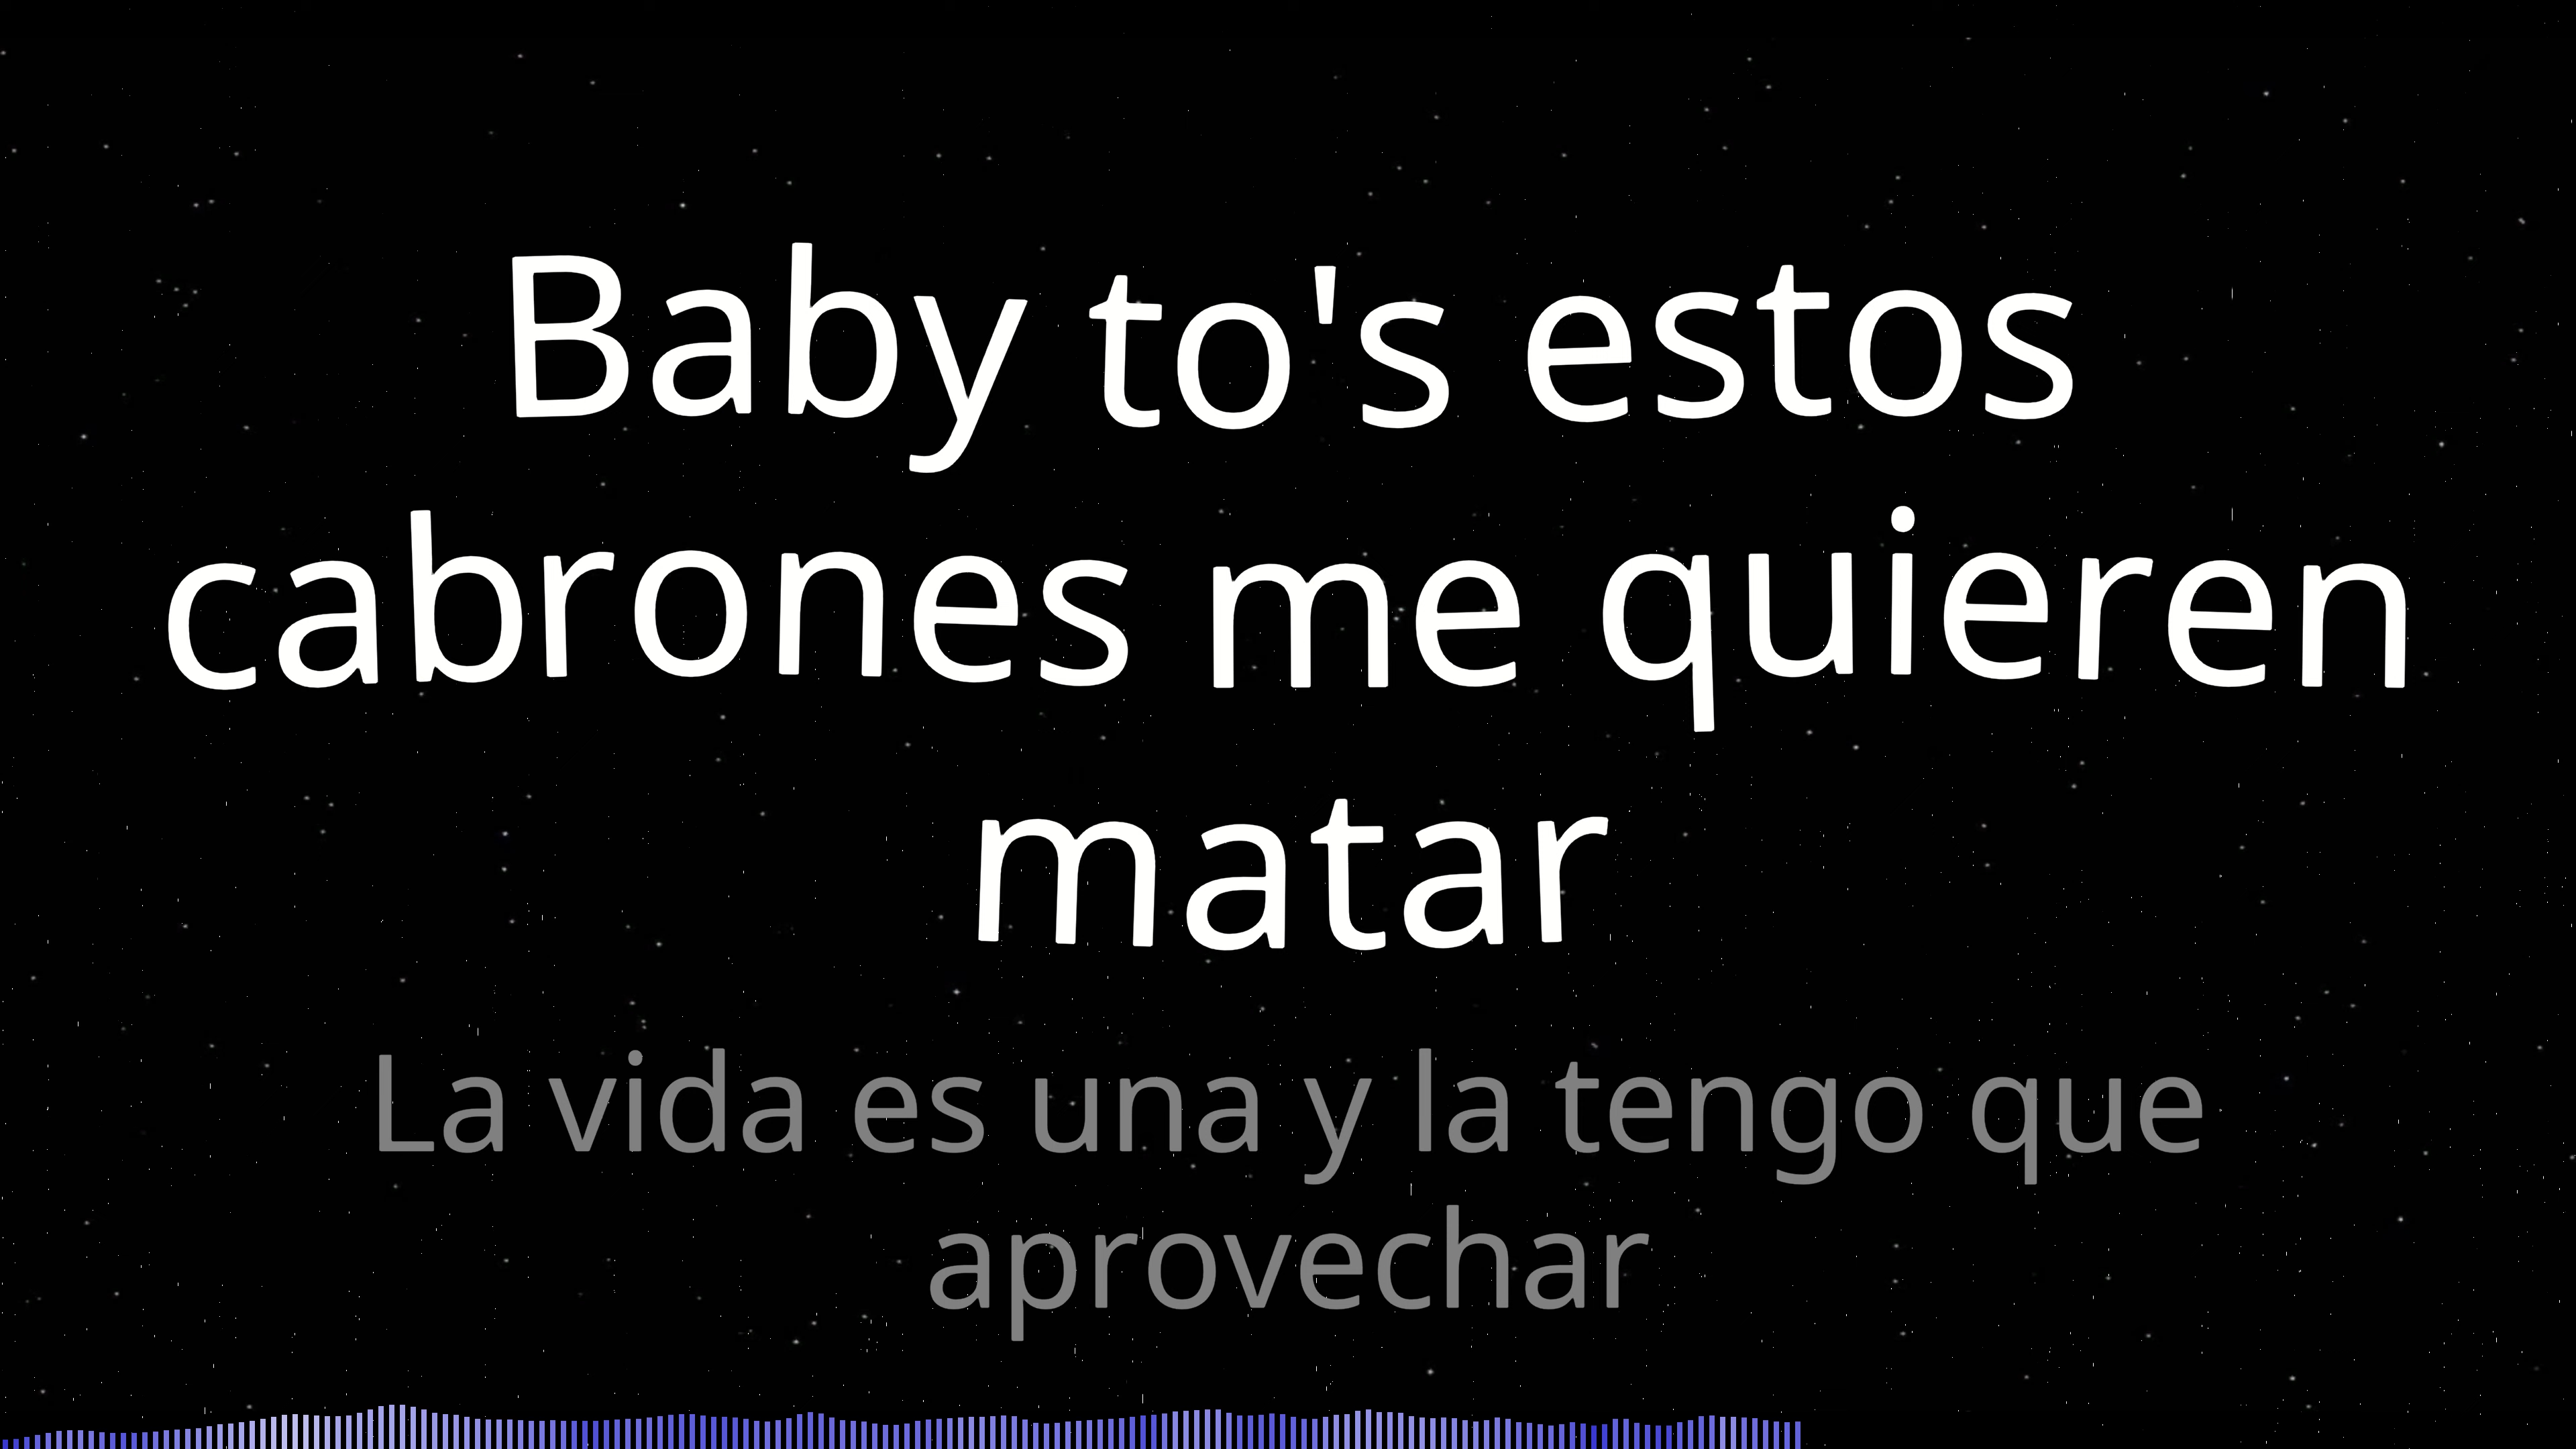 Baby to's estos
cabrones me quieren
matar
La vida es una y la tengo que
aprovechar